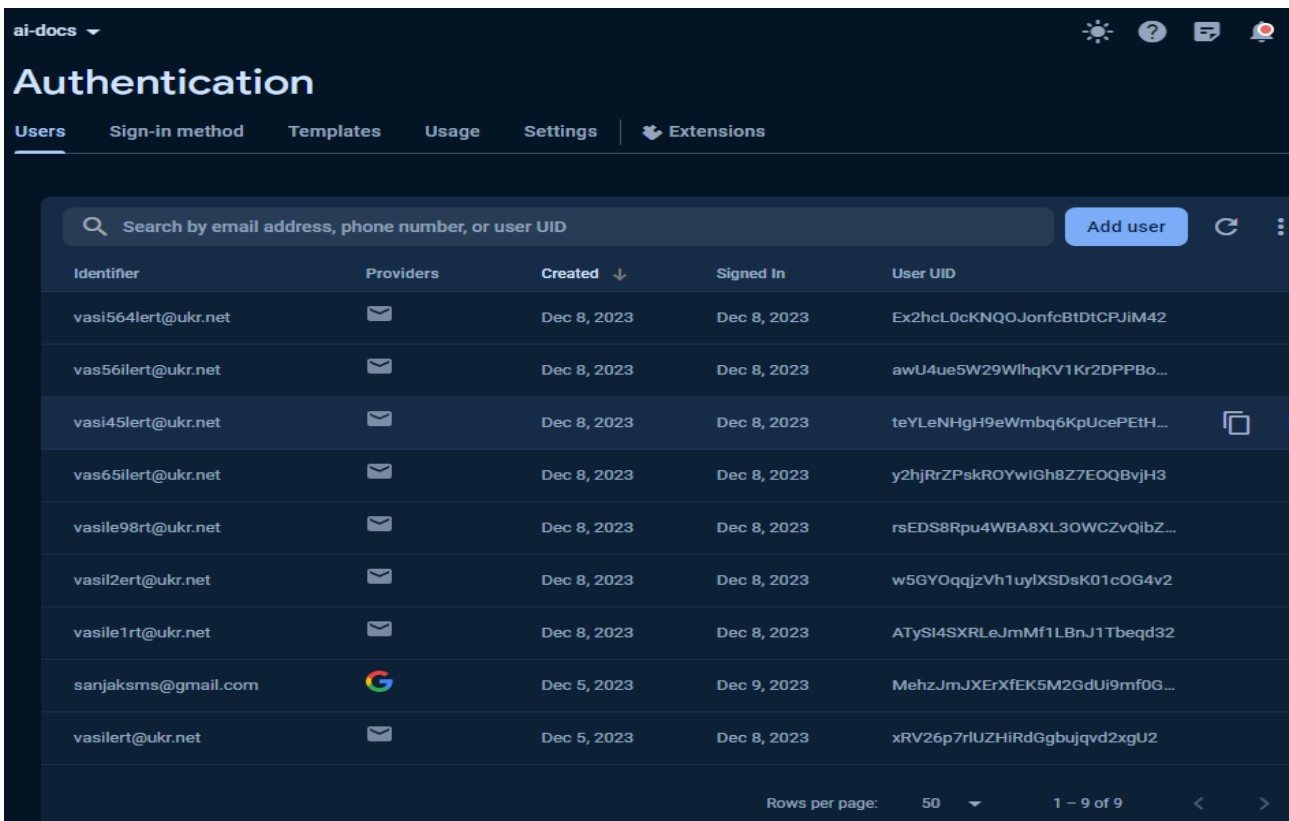 ai-docs
Authentication
Users Sign-in method Templates Usage Settings Extensions
Search by email address, phone number, or user UID Add user
Identifier Providers Created Signed In User UID
vasi564lert@ukr.net Dec 8, 2023 Dec 8, 2023 Ex2hcL0cKNQOJonfcBtDtCPJiM42
vas56ilert@ukr.net Dec 8, 2023 Dec 8, 2023 awU4ue5W29WlhqKV1Kr2DPPBo...
vasi45lert@ukr.net Dec 8, 2023 Dec 8, 2023 teYLeNHgH9eWmbq6KpUcePEtH...
vas65ilert@ukr.net Dec 8, 2023 Dec 8, 2023 y2hjRrZPskROYwIGh8Z7EOQBvjH3
vasile98rt@ukr.net Dec 8, 2023 Dec 8, 2023 rsEDS8Rpu4WBA8XL3OWCZvQibZ...
vasil2ert@ukr.net Dec 8, 2023 Dec 8, 2023 w5GYOqqjzVh1uylXSDsK01cOG4v2
vasile1rt@ukr.net Dec 8, 2023 Dec 8, 2023 ATySI4SXRLeJmMf1LBnJ1Tbeqd32
sanjaksms@gmail.com Dec 5, 2023 Dec 9, 2023 MehzJmJXErXfEK5M2GdUi9mf0G...
vasilert@ukr.net Dec 5, 2023 Dec 8, 2023 xRV26p7rlUZHiRdGgbujqvd2xgU2
Rows per page: 50 1 – 9 of 9